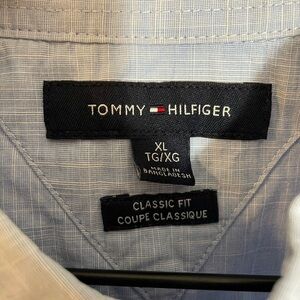 TOMMY HILFIGER
XL
TG/XG
MADE IN
BANGLADESH
CLASSIC FIT
COUPE CLASSIQUE